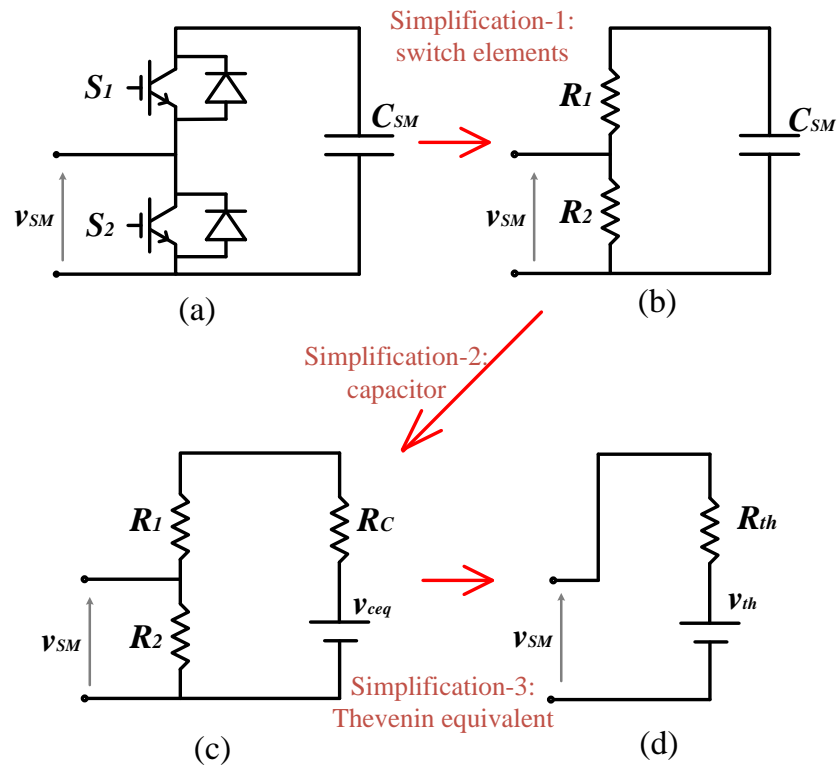 Simplification-1:
switch elements
S1
CSM
vSM
S2
(a)
R1
CSM
vSM
R2
(b)
Simplification-2:
capacitor
R1
RC
vceq
vSM
R2
(c)
Rth
vth
vSM
Simplification-3:
Thevenin equivalent
(d)